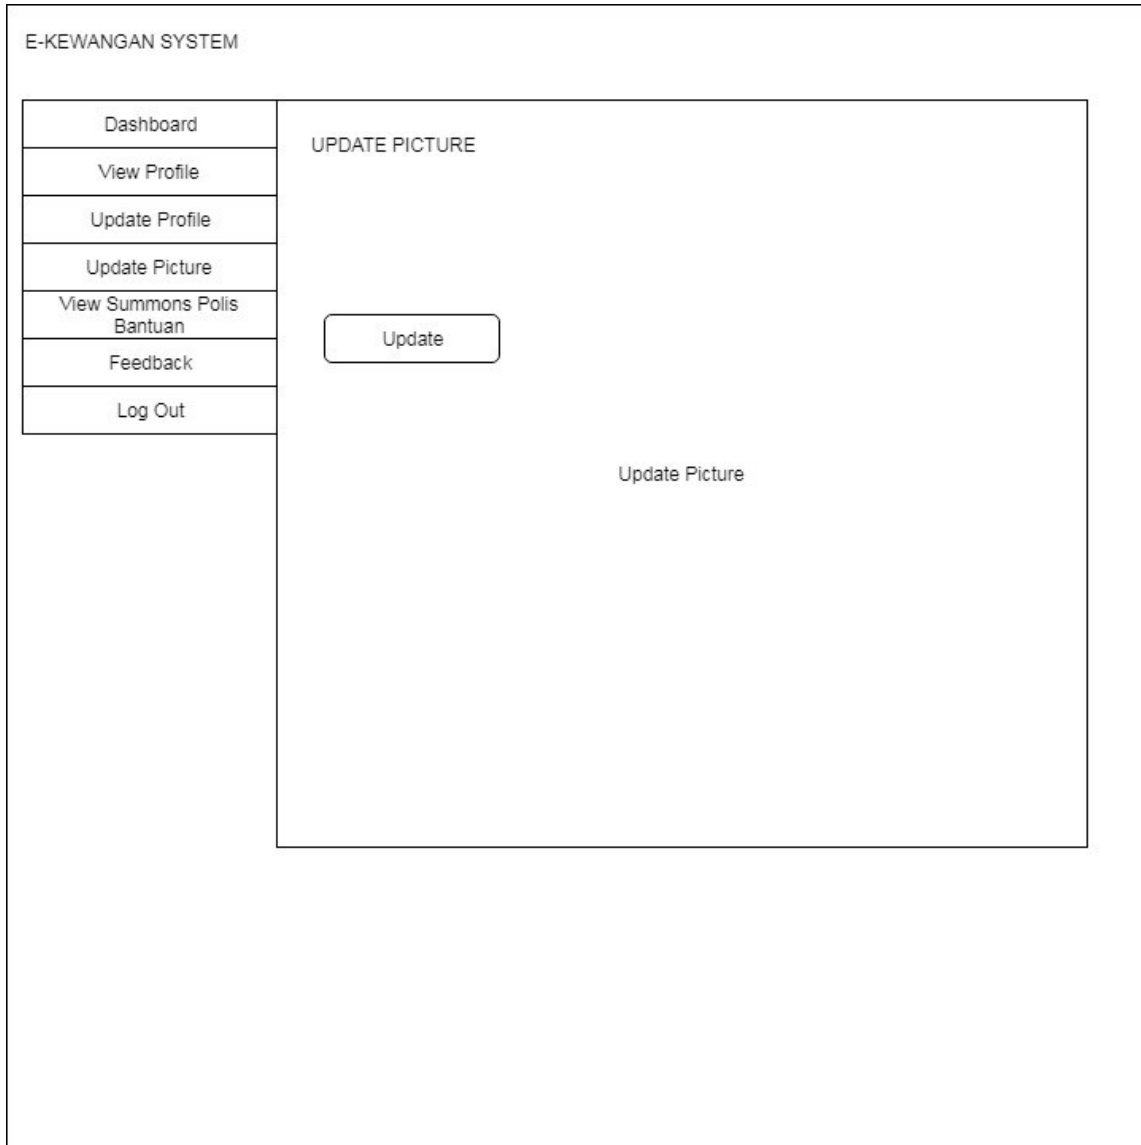 E-KEWANGAN SYSTEM
Dashboard
View Profile
Update Profile
Update Picture
View Summons Polis
Bantuan
Feedback
Log Out
UPDATE PICTURE
Update
Update Picture